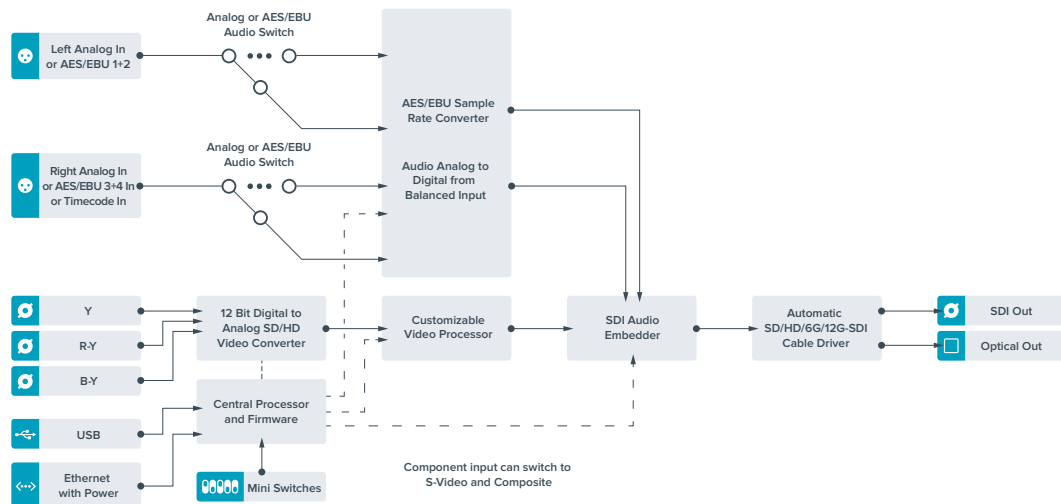 Analog or AES/EBU
Audio Switch
Left Analog In
or AES/EBU 1+2
AES/EBU Sample
Rate Converter
Analog or AES/EBU
Audio Switch
Right Analog In
or AES/EBU 3+4 In
or Timecode In
Audio Analog to
Digital from
Balanced Input
Y
R-Y
B-Y
12 Bit Digital to
Analog SD/HD
Video Converter
Customizable
Video Processor
SDI Audio
Embedder
Automatic
SD/HD/6G/12G-SDI
Cable Driver
SDI Out
Optical Out
Central Processor
and Firmware
USB
Ethernet
with Power
Mini Switches
Component input can switch to
S-Video and Composite